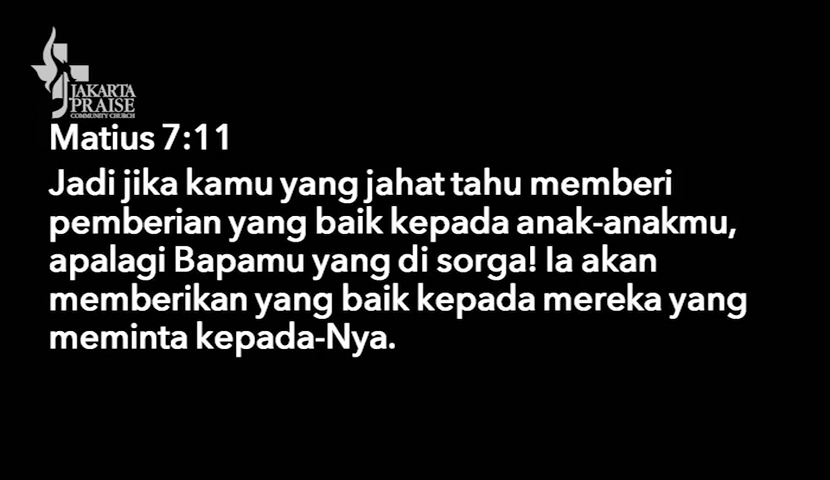 JAKARTA
PRAISE
COMMUNITY CHURCH
Matius 7:11
Jadi jika kamu yang jahat tahu memberi
pemberian yang baik kepada anak-anakmu,
apalagi Bapamu yang di sorga! Ia akan
memberikan yang baik kepada mereka yang
meminta kepada-Nya.